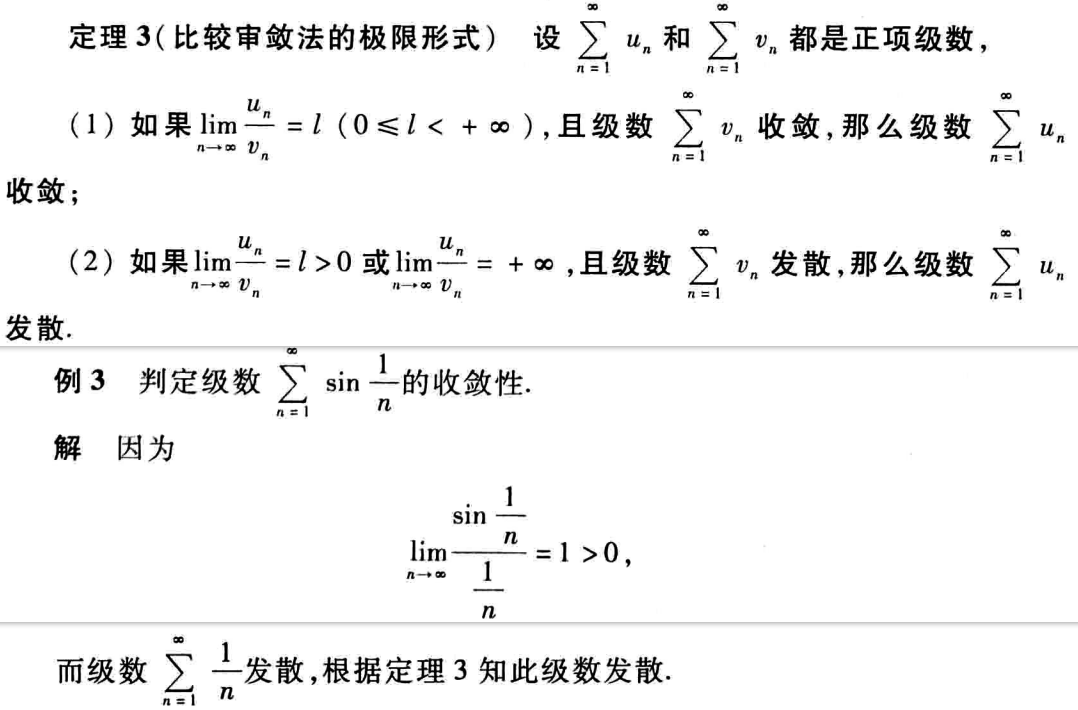 定理 3(比较审敛法的极限形式) 设 $\sum_{n=1}^{\infty} u_n$ 和 $\sum_{n=1}^{\infty} v_n$ 都是正项级数,
(1) 如果 $\lim_{n\to\infty} \frac{u_n}{v_n} = l$ ($0 \leqslant l < +\infty$),且级数 $\sum_{n=1}^{\infty} v_n$ 收敛,那么级数 $\sum_{n=1}^{\infty} u_n$
收敛;
(2) 如果 $\lim_{n\to\infty} \frac{u_n}{v_n} = l > 0$ 或 $\lim_{n\to\infty} \frac{u_n}{v_n} = +\infty$,且级数 $\sum_{n=1}^{\infty} v_n$ 发散,那么级数 $\sum_{n=1}^{\infty} u_n$
发散.
例 3 判定级数 $\sum_{n=1}^{\infty} \sin \frac{1}{n}$ 的收敛性.
解 因为
$\lim_{n\to\infty} \frac{\sin \frac{1}{n}}{\frac{1}{n}} = 1 > 0,$
而级数 $\sum_{n=1}^{\infty} \frac{1}{n}$ 发散,根据定理 3 知此级数发散.